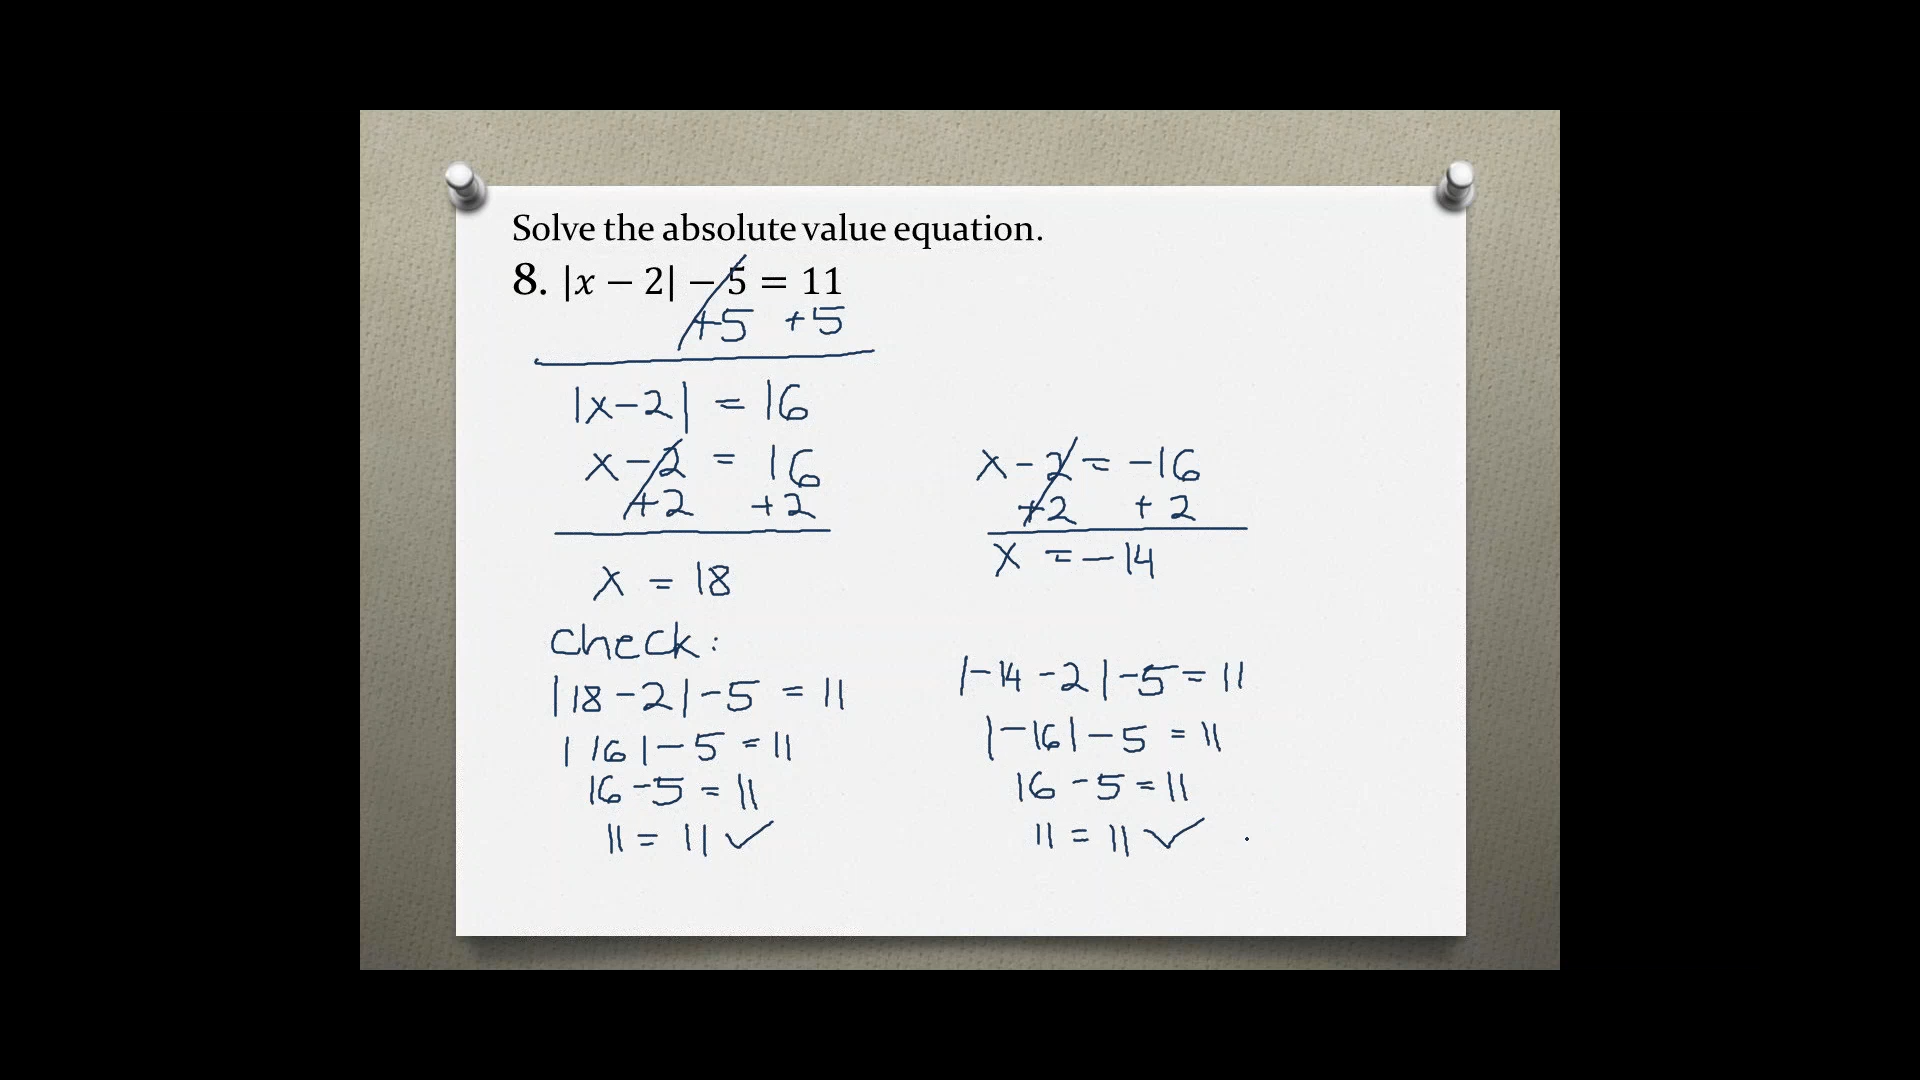 Solve the absolute value equation.
8. |x − 2| − 5 = 11
+5 +5
|x-2| = 16
x-2 = 16
+2 +2
x = 18
x-2 = -16
+2 +2
x = -14
Check:
|18-2|-5 = 11
|16|-5 = 11
16-5 = 11
11 = 11 ✓
|-14-2|-5 = 11
|-16|-5 = 11
16-5 = 11
11 = 11 ✓